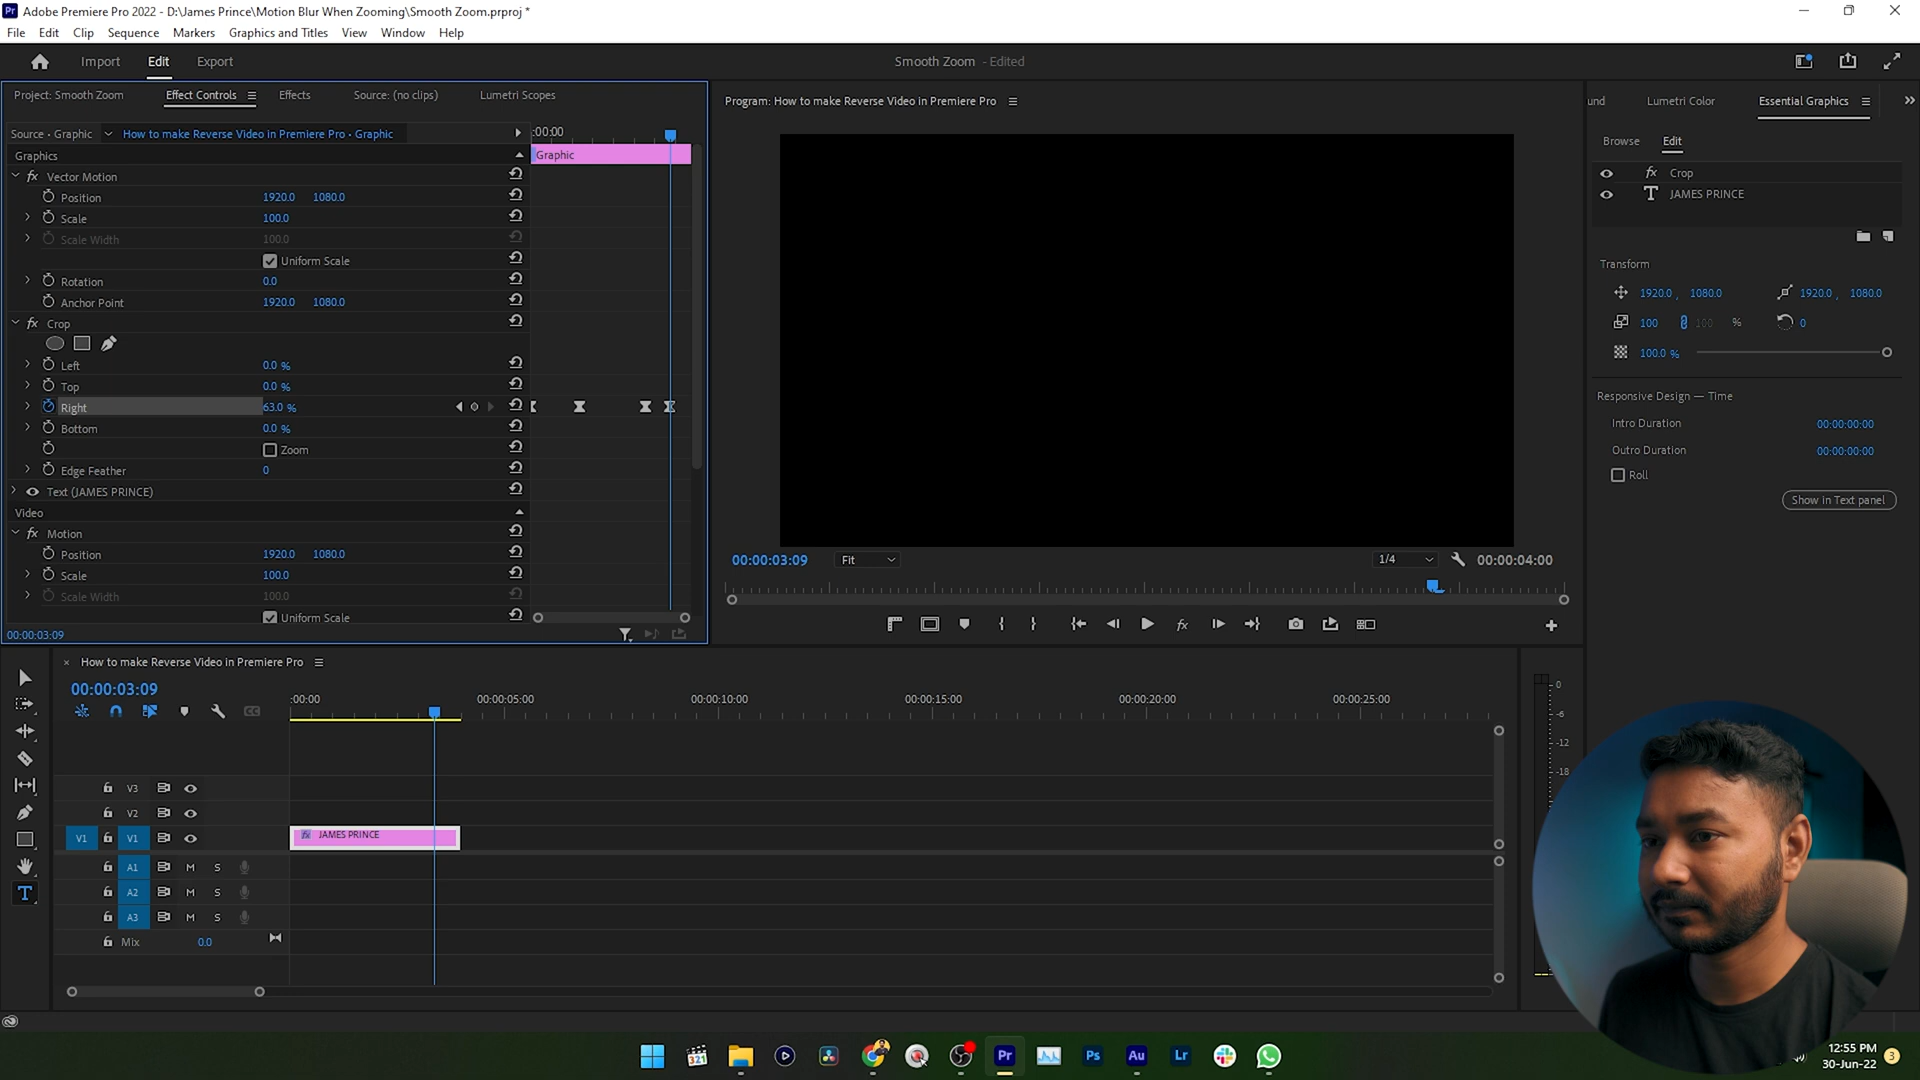 Adobe Premiere Pro 2022 - D:\James Prince\Motion Blur When Zooming\Smooth Zoom.prproj *
File Edit Clip Sequence Markers Graphics and Titles View Window Help
Import Edit Export Smooth Zoom - Edited
Project: Smooth Zoom Effect Controls Effects Source: (no clips) Lumetri Scopes
Program: How to make Reverse Video in Premiere Pro
und Lumetri Color Essential Graphics
Source · Graphic How to make Reverse Video in Premiere Pro · Graphic
:00:00
Graphics
Graphic
Vector Motion
Position 1920.0 1080.0
Scale 100.0
Scale Width 100.0
Uniform Scale
Rotation 0.0
Anchor Point 1920.0 1080.0
Crop
Left 0.0 %
Top 0.0 %
Right 63.0 %
Bottom 0.0 %
Zoom
Edge Feather 0
Text (JAMES PRINCE)
Video
Motion
Position 1920.0 1080.0
Scale 100.0
Scale Width 100.0
Uniform Scale
00:00:03:09
00:00:03:09 Fit 1/4 00:00:04:00
Browse Edit
Crop
JAMES PRINCE
Transform
1920.0 , 1080.0 1920.0 , 1080.0
100 100 % 0
100.0 %
Responsive Design — Time
Intro Duration 00:00:00:00
Outro Duration 00:00:00:00
Roll
Show in Text panel
× How to make Reverse Video in Premiere Pro
00:00:03:09
:00:00 00:00:05:00 00:00:10:00 00:00:15:00 00:00:20:00 00:00:25:00
V3
V2
V1 V1 JAMES PRINCE
A1 M S
A2 M S
A3 M S
Mix 0.0
0
-6
-12
-18
321 Pr Ps Au Lr
12:55 PM
30-Jun-22
3